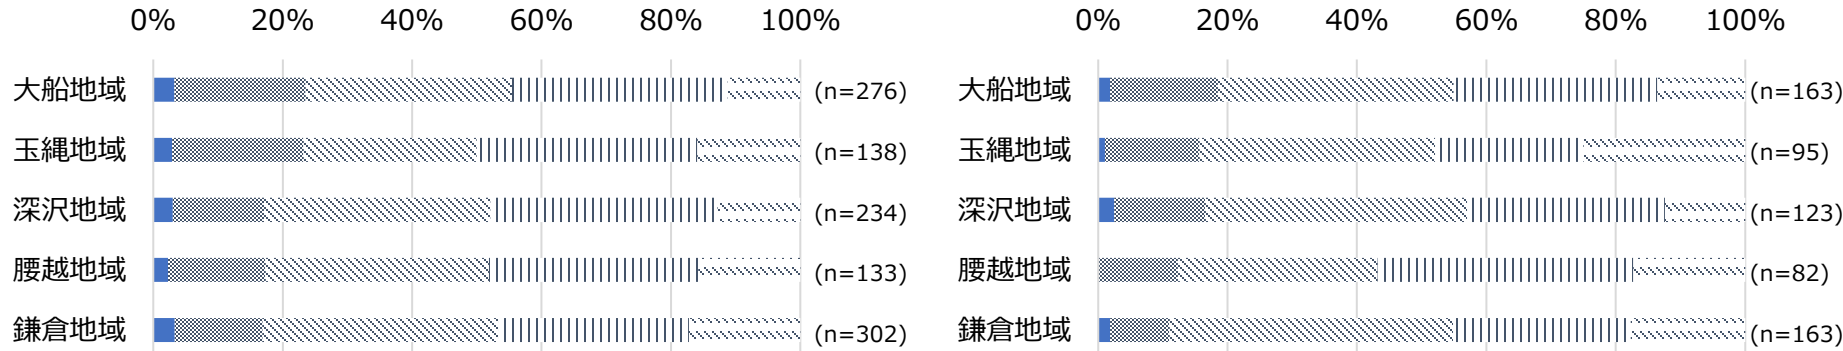 0% 20% 40% 60% 80% 100%
大船地域 (n=276)
玉縄地域 (n=138)
深沢地域 (n=234)
腰越地域 (n=133)
鎌倉地域 (n=302)
0% 20% 40% 60% 80% 100%
大船地域 (n=163)
玉縄地域 (n=95)
深沢地域 (n=123)
腰越地域 (n=82)
鎌倉地域 (n=163)